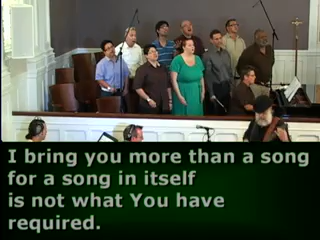 I bring you more than a song
for a song in itself
is not what You have
required.